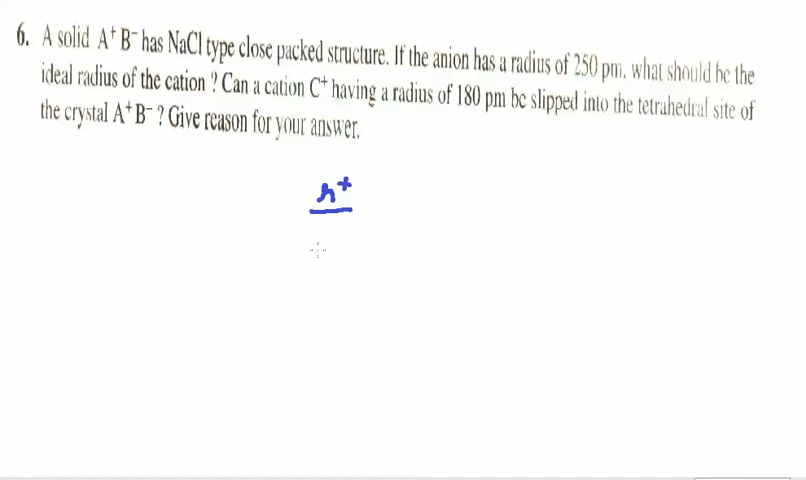 6. A solid A⁺ B⁻ has NaCl type close packed structure. If the anion has a radius of 250 pm, what should be the
ideal radius of the cation ? Can a cation C⁺ having a radius of 180 pm be slipped into the tetrahedral site of
the crystal A⁺ B⁻ ? Give reason for your answer.
r⁺